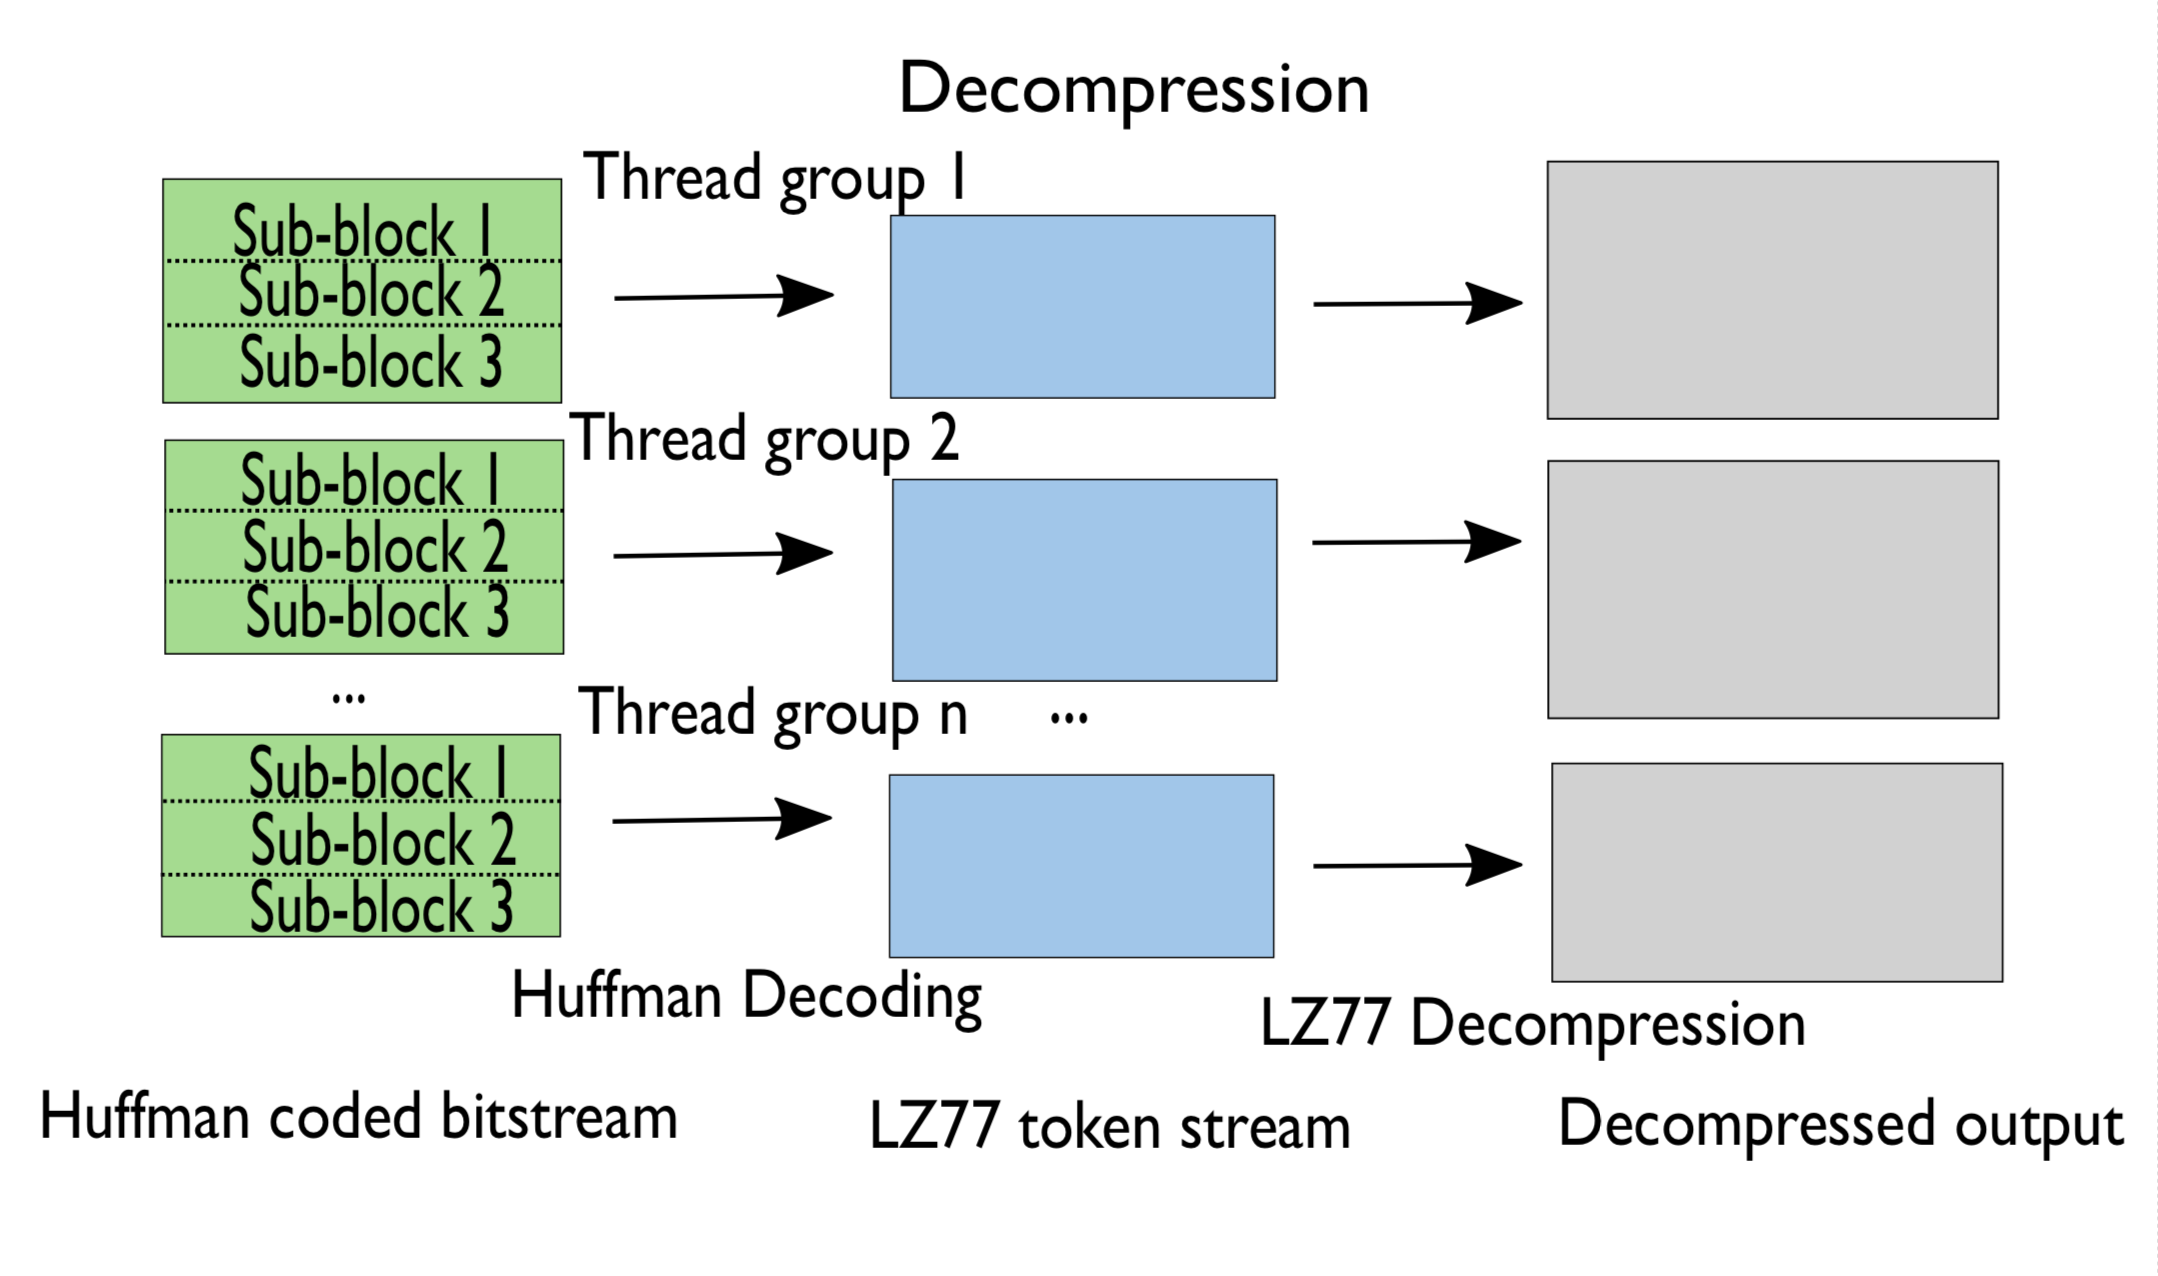 Decompression
Thread group 1
Sub-block 1
Sub-block 2
Sub-block 3
Thread group 2
Sub-block 1
Sub-block 2
Sub-block 3
...
Thread group n
...
Sub-block 1
Sub-block 2
Sub-block 3
Huffman Decoding
LZ77 Decompression
Huffman coded bitstream
LZ77 token stream
Decompressed output